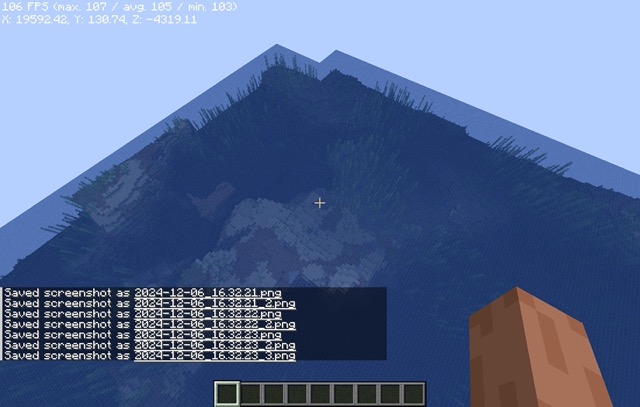 106 FPS (max. 107 / avg. 105 / min. 103)
X: 19592.42, Y: 130.74, Z: -4319.11
Saved screenshot as 2024-12-06_16.32.21.png
Saved screenshot as 2024-12-06_16.32.21_2.png
Saved screenshot as 2024-12-06_16.32.22.png
Saved screenshot as 2024-12-06_16.32.22_2.png
Saved screenshot as 2024-12-06_16.32.23.png
Saved screenshot as 2024-12-06_16.32.23_2.png
Saved screenshot as 2024-12-06_16.32.23_3.png